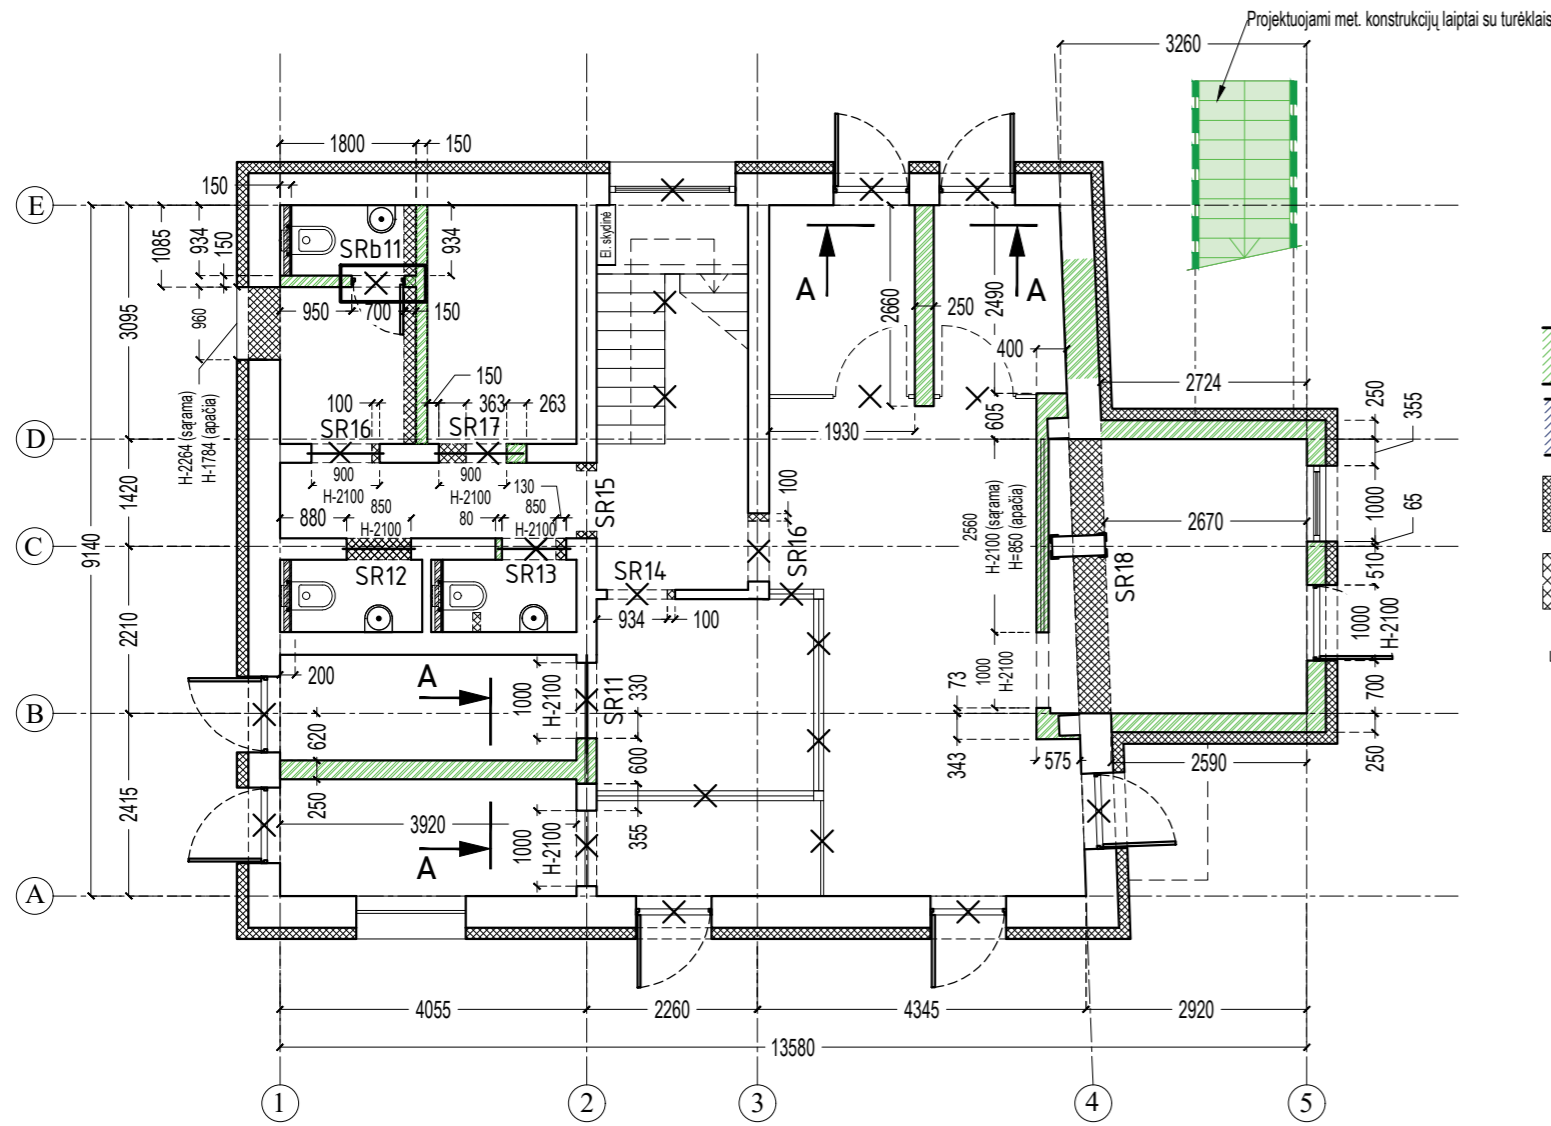 Projektuojami met. konstrukcijų laiptai su turėklais
3260
1800
150
150
E
934
1085
150
SRb11
934
El. skydinė
A
A
2660
250
2490
3095
960
950
700
150
400
2724
250
355
H-2264 (sąrama)
H-1784 (apačia)
150
100
363
263
SR16
SR17
605
1930
D
900
H-2100
900
H-2100
130
850
850
80
H-2100
H-2100
880
SR15
100
1420
9140
2560
H-2100 (sąrama)
H=850 (apačia)
2670
1000
65
C
SR12
SR13
SR14
SR16
SR18
510
934
100
2210
1000
H-2100
200
A
1000
H-2100
330
SR11
73
1000
H-2100
700
B
620
600
343
575
2590
250
2415
250
3920
A
1000
H-2100
355
A
4055
2260
4345
2920
13580
1
2
3
4
5